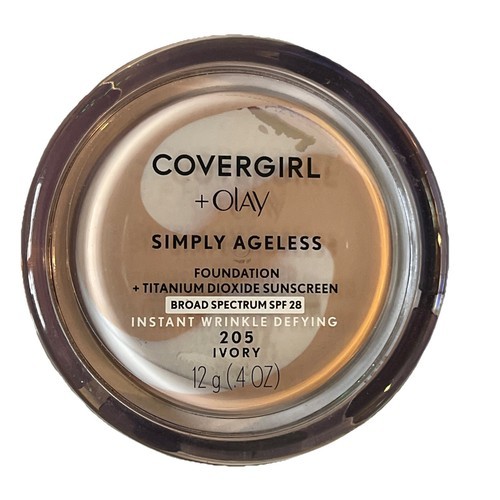 COVERGIRL
+OLAY
SIMPLY AGELESS
FOUNDATION
+ TITANIUM DIOXIDE SUNSCREEN
BROAD SPECTRUM SPF 28
INSTANT WRINKLE DEFYING
205
IVORY
12 g (.4 OZ)